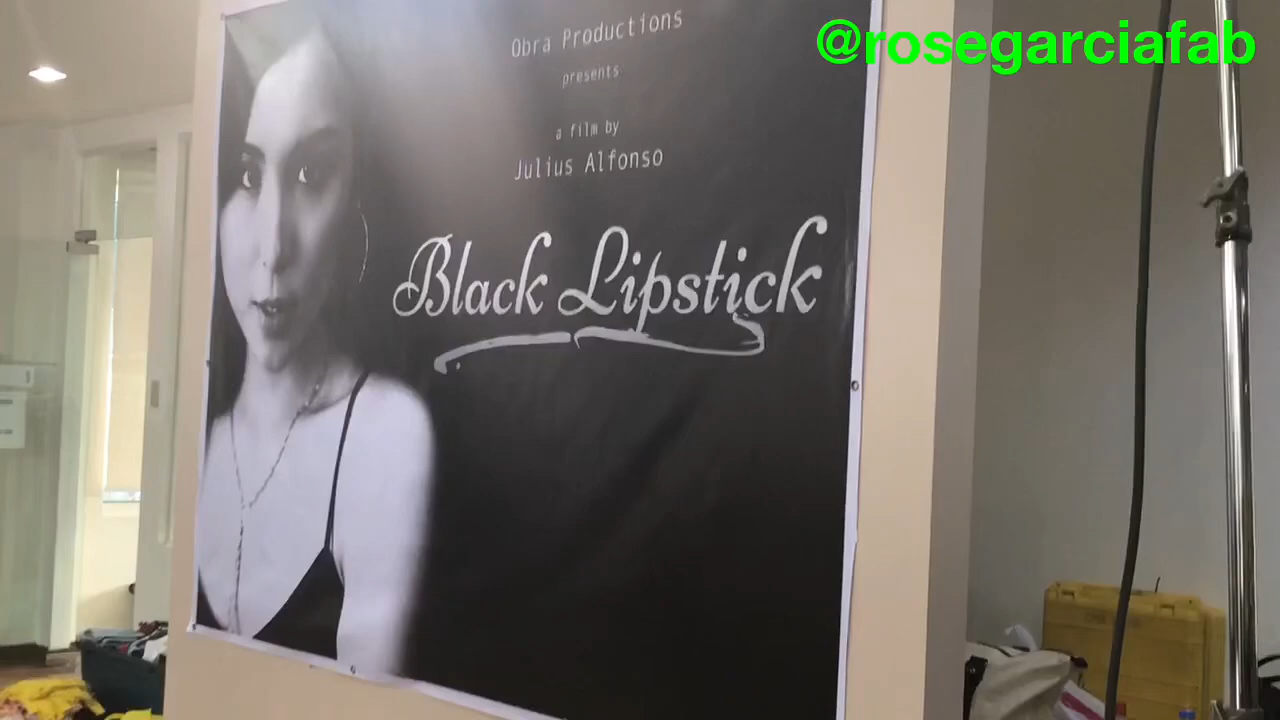 @rosegarciafab
Obra Productions
presents
a film by
Julius Alfonso
Black Lipstick